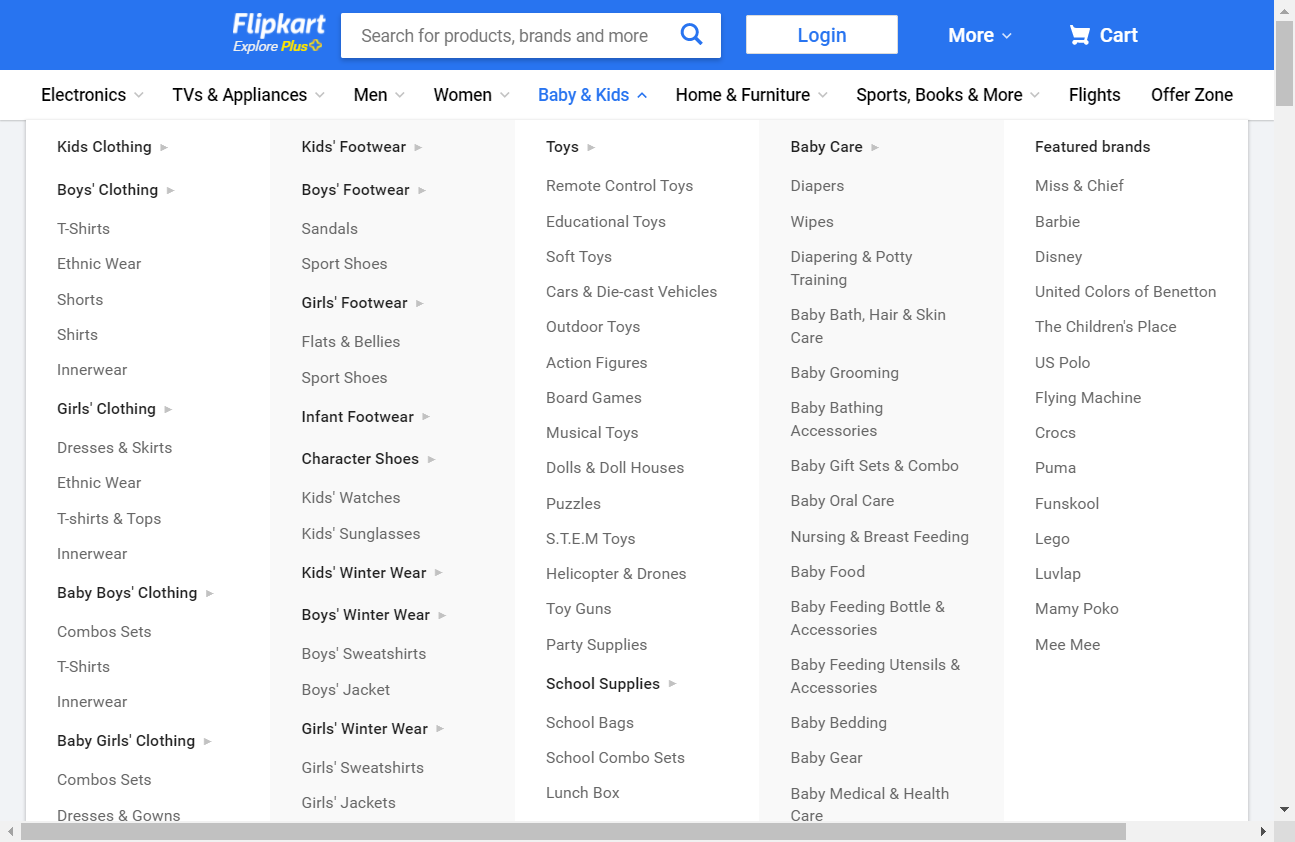 Flipkart
Explore Plus
Search for products, brands and more
Login
More
Cart
Electronics
TVs & Appliances
Men
Women
Baby & Kids
Home & Furniture
Sports, Books & More
Flights
Offer Zone
Kids Clothing
Boys' Clothing
T-Shirts
Ethnic Wear
Shorts
Shirts
Innerwear
Girls' Clothing
Dresses & Skirts
Ethnic Wear
T-shirts & Tops
Innerwear
Baby Boys' Clothing
Combos Sets
T-Shirts
Innerwear
Baby Girls' Clothing
Combos Sets
Dresses & Gowns
Kids' Footwear
Boys' Footwear
Sandals
Sport Shoes
Girls' Footwear
Flats & Bellies
Sport Shoes
Infant Footwear
Character Shoes
Kids' Watches
Kids' Sunglasses
Kids' Winter Wear
Boys' Winter Wear
Boys' Sweatshirts
Boys' Jacket
Girls' Winter Wear
Girls' Sweatshirts
Girls' Jackets
Toys
Remote Control Toys
Educational Toys
Soft Toys
Cars & Die-cast Vehicles
Outdoor Toys
Action Figures
Board Games
Musical Toys
Dolls & Doll Houses
Puzzles
S.T.E.M Toys
Helicopter & Drones
Toy Guns
Party Supplies
School Supplies
School Bags
School Combo Sets
Lunch Box
Baby Care
Diapers
Wipes
Diapering & Potty
Training
Baby Bath, Hair & Skin
Care
Baby Grooming
Baby Bathing
Accessories
Baby Gift Sets & Combo
Baby Oral Care
Nursing & Breast Feeding
Baby Food
Baby Feeding Bottle &
Accessories
Baby Feeding Utensils &
Accessories
Baby Bedding
Baby Gear
Baby Medical & Health
Care
Featured brands
Miss & Chief
Barbie
Disney
United Colors of Benetton
The Children's Place
US Polo
Flying Machine
Crocs
Puma
Funskool
Lego
Luvlap
Mamy Poko
Mee Mee